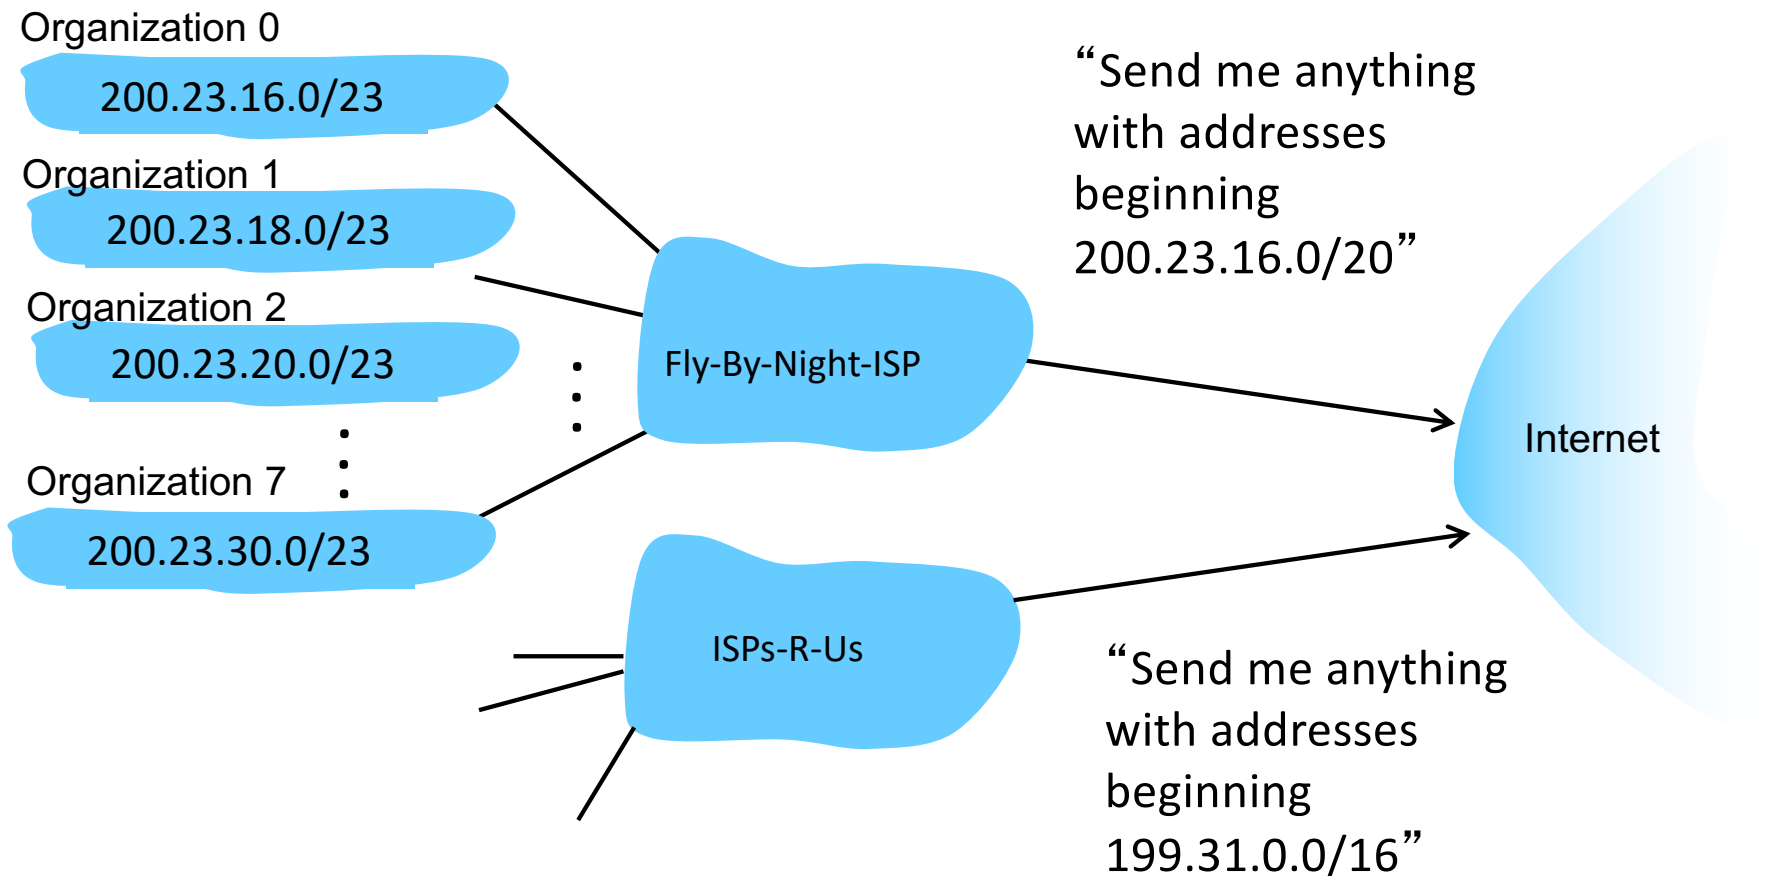 Organization 0
200.23.16.0/23
Organization 1
200.23.18.0/23
Organization 2
200.23.20.0/23
Organization 7
200.23.30.0/23
Fly-By-Night-ISP
ISPs-R-Us
“Send me anything
with addresses
beginning
200.23.16.0/20”
Internet
“Send me anything
with addresses
beginning
199.31.0.0/16”